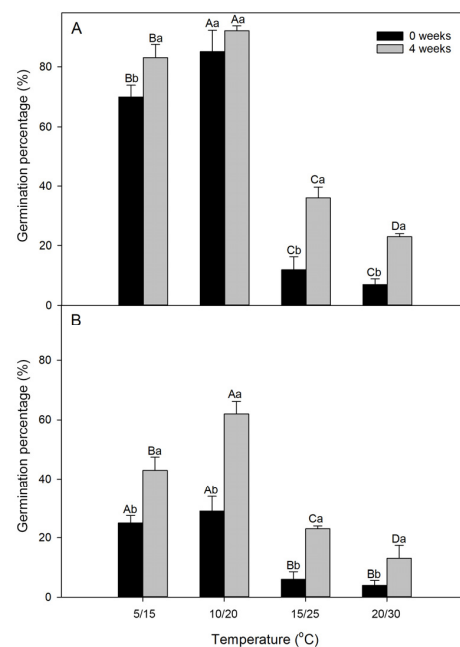 A
0 weeks
4 weeks
Germination percentage (%)
80
60
40
20
0
Bb
Ba
Aa
Aa
Cb
Ca
Cb
Da
B
Germination percentage (%)
80
60
40
20
0
Ab
Ba
Ab
Aa
Bb
Ca
Bb
Da
5/15
10/20
15/25
20/30
Temperature (°C)